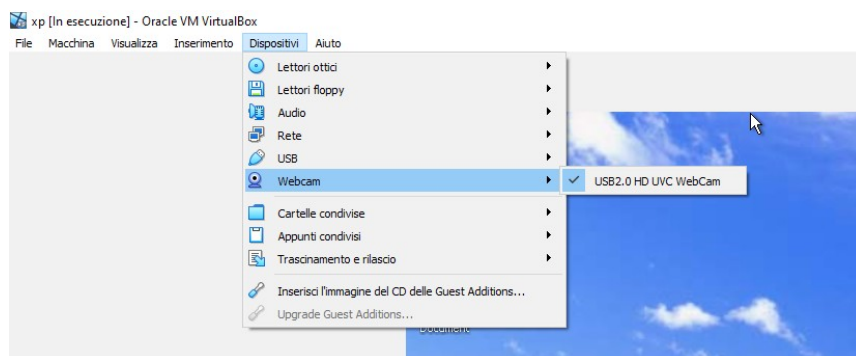 xp [In esecuzione] - Oracle VM VirtualBox
File Macchina Visualizza Inserimento Dispositivi Aiuto
Lettori ottici
Lettori floppy
Audio
Rete
USB
Webcam
USB2.0 HD UVC WebCam
Cartelle condivise
Appunti condivisi
Trascinamento e rilascio
Inserisci l'immagine del CD delle Guest Additions...
Upgrade Guest Additions...